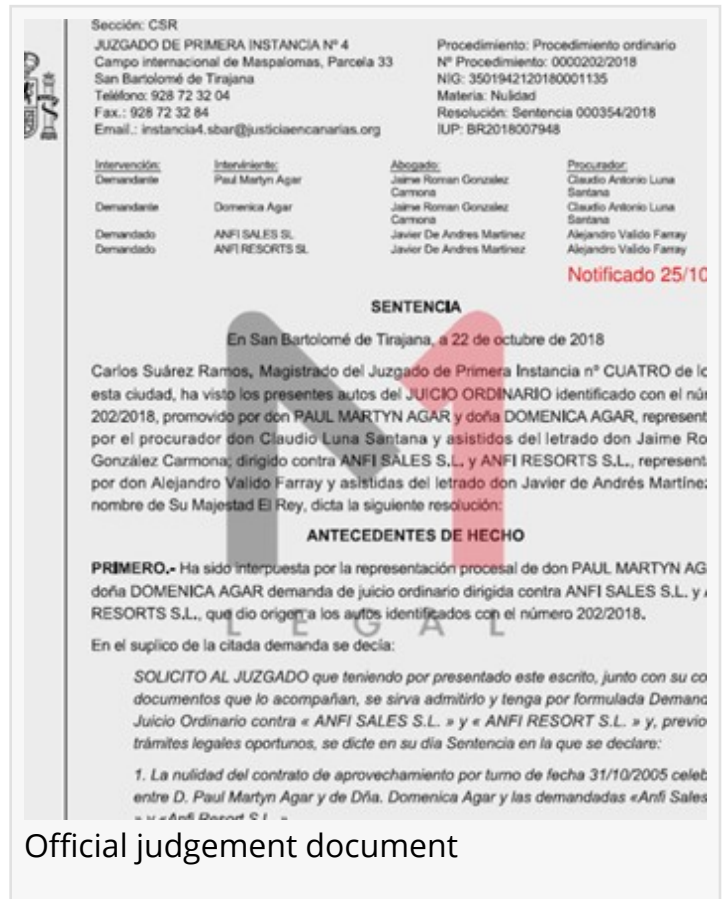 Sección: CSR
JUZGADO DE PRIMERA INSTANCIA Nº 4
Campo internacional de Maspalomas, Parcela 33
San Bartolomé de Tirajana
Teléfono: 928 72 32 04
Fax.: 928 72 32 84
Email.: instancia4.sbar@justiciaencanarias.org
Procedimiento: Procedimiento ordinario
Nº Procedimiento: 0000202/2018
NIG: 3501942120180001135
Materia: Nulidad
Resolución: Sentencia 000354/2018
IUP: BR2018007948
Intervención: Interviniente: Abogado: Procurador:
Demandante Paul Martyn Agar Jaime Roman Gonzalez Carmona Claudio Antonio Luna Santana
Demandante Domenica Agar Jaime Roman Gonzalez Carmona Claudio Antonio Luna Santana
Demandado ANFI SALES SL Javier De Andres Martinez Alejandro Valido Farray
Demandado ANFI RESORTS SL Javier De Andres Martinez Alejandro Valido Farray
Notificado 25/10
SENTENCIA
En San Bartolomé de Tirajana, a 22 de octubre de 2018
Carlos Suárez Ramos, Magistrado del Juzgado de Primera Instancia nº CUATRO de lo
esta ciudad, ha visto los presentes autos del JUICIO ORDINARIO identificado con el nú
202/2018, promovido por don PAUL MARTYN AGAR y doña DOMENICA AGAR, represent
por el procurador don Claudio Luna Santana y asistidos del letrado don Jaime Ro
González Carmona; dirigido contra ANFI SALES S.L. y ANFI RESORTS S.L., represent
por don Alejandro Valido Farray y asistidas del letrado don Javier de Andrés Martíne
nombre de Su Majestad El Rey, dicta la siguiente resolución:
ANTECEDENTES DE HECHO
PRIMERO.- Ha sido interpuesta por la representación procesal de don PAUL MARTYN AG
doña DOMENICA AGAR demanda de juicio ordinario dirigida contra ANFI SALES S.L. y
RESORTS S.L., que dio origen a los autos identificados con el número 202/2018.
En el suplico de la citada demanda se decía:
SOLICITO AL JUZGADO que teniendo por presentado este escrito, junto con su co
documentos que lo acompañan, se sirva admitirlo y tenga por formulada Demand
Juicio Ordinario contra « ANFI SALES S.L. » y « ANFI RESORT S.L. » y, previo
trámites legales oportunos, se dicte en su día Sentencia en la que se declare:
1. La nulidad del contrato de aprovechamiento por turno de fecha 31/10/2005 celeb
entre D. Paul Martyn Agar y de Dña. Domenica Agar y las demandadas «Anfi Sales
» y «Anfi Resort S.L. »
M1
LEGAL
Official judgement document